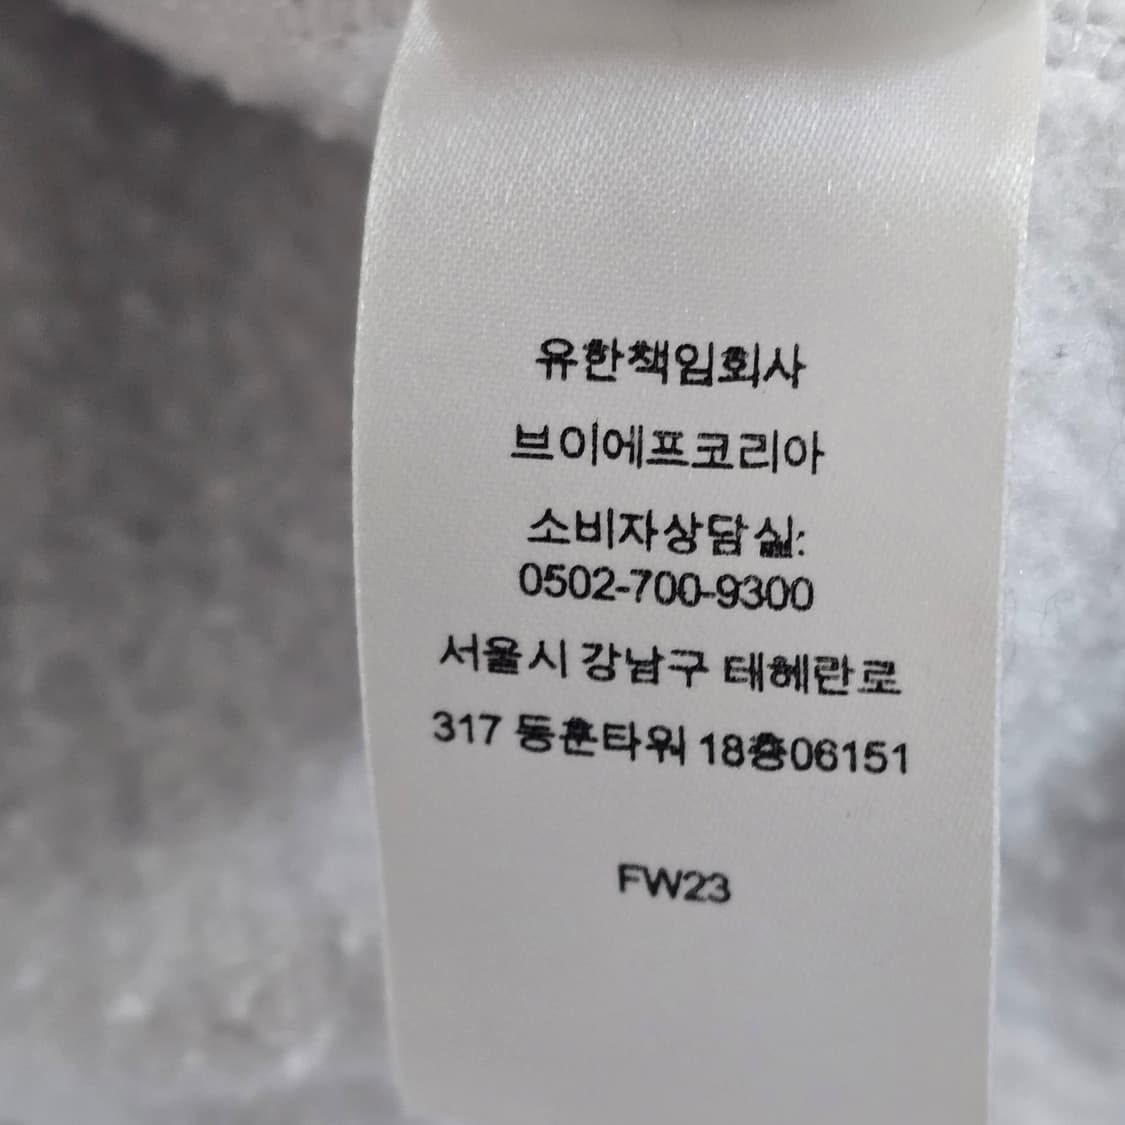 유한책임회사
브이에프코리아
소비자상담실:
0502-700-9300
서울시 강남구 태헤란로
317 동훈타워 18층06151
FW23